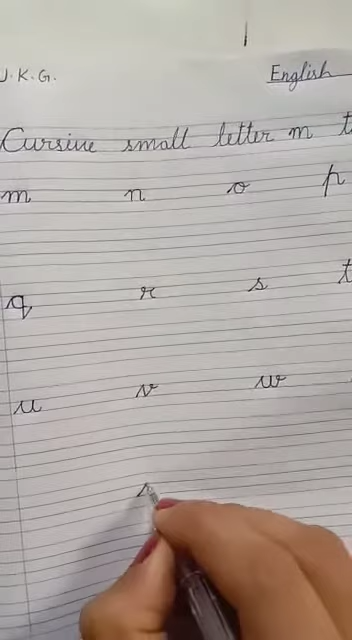 U.K.G. English
Cursive small letter m t
m n o p
q r s t
u v w